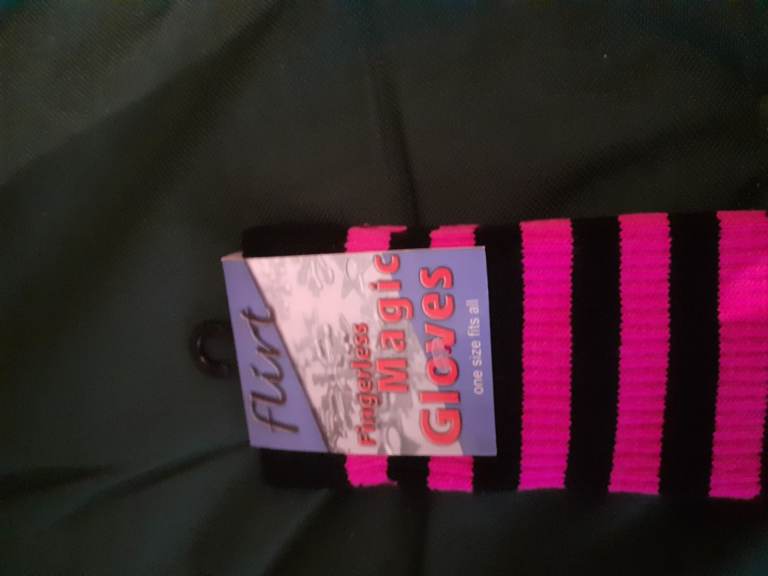 flirt
Fingerless
Magic
Gloves
one size fits all